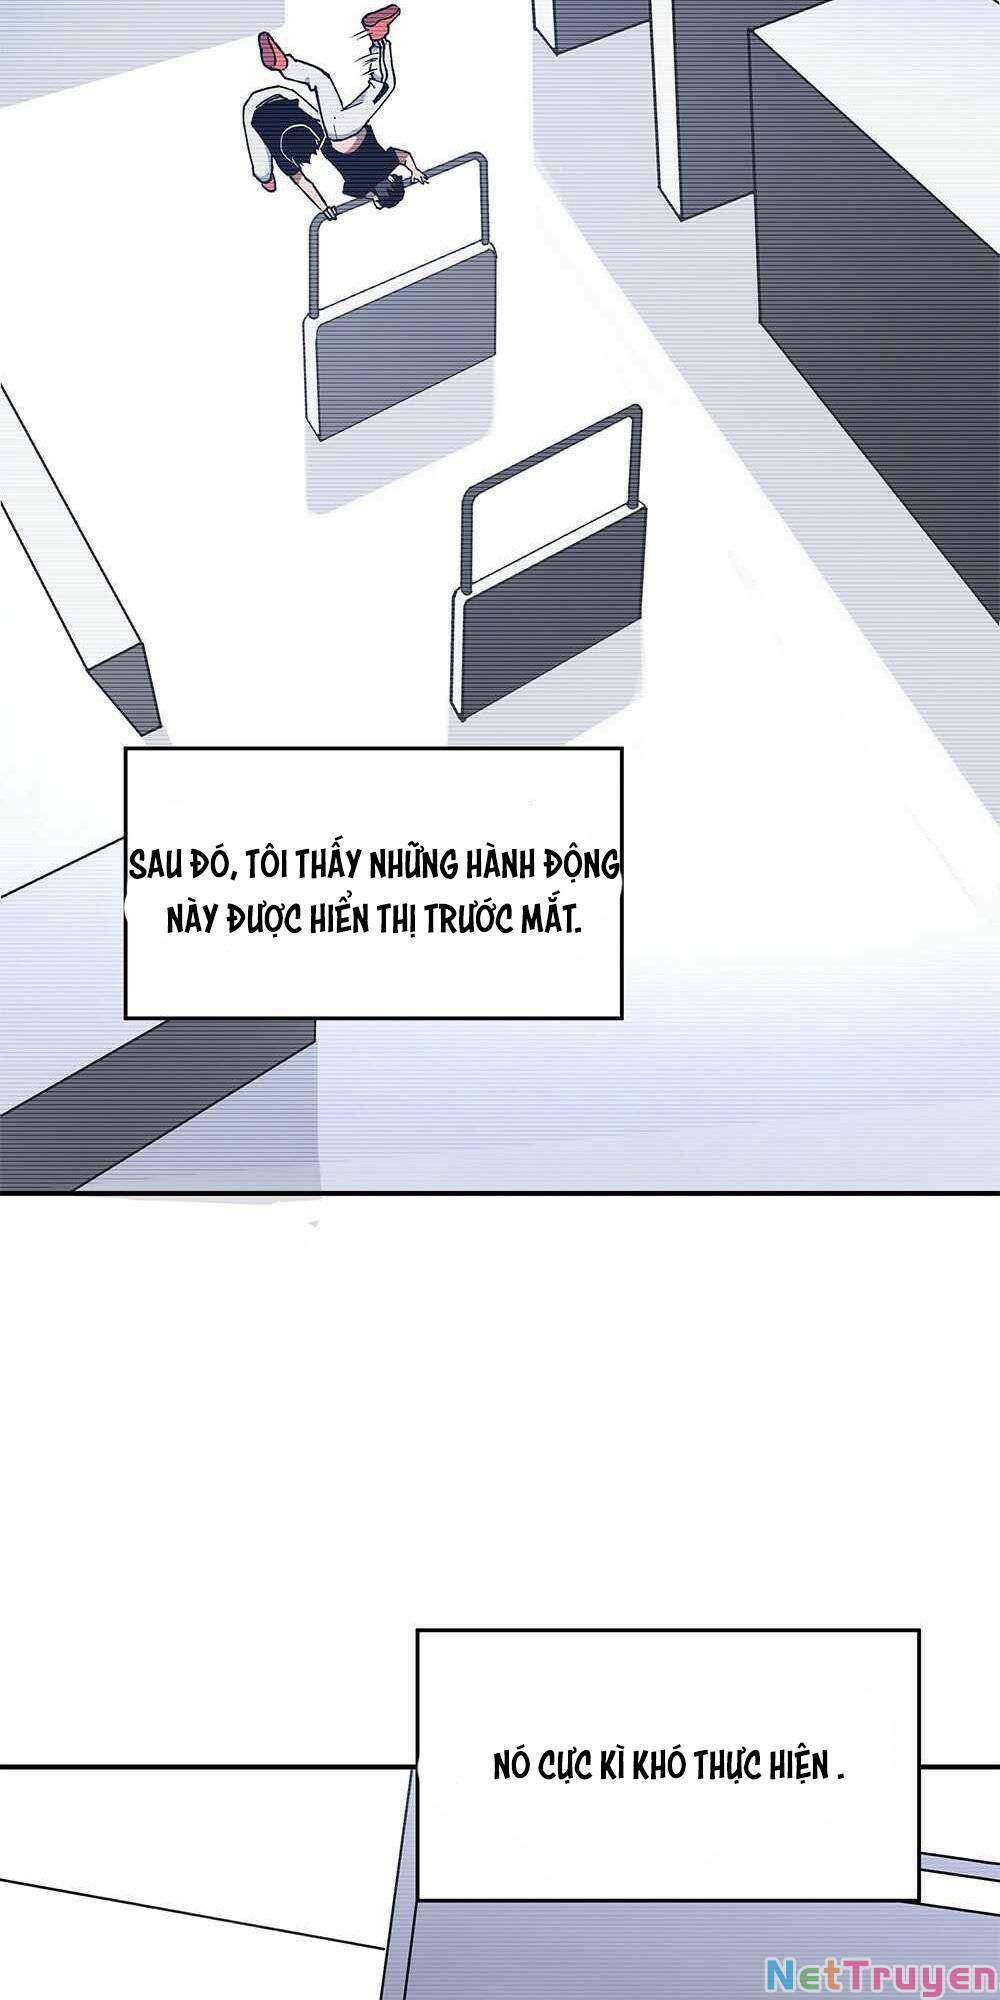 SAU ĐÓ, TÔI THẤY NHỮNG HÀNH ĐỘNG
NÀY ĐƯỢC HIỂN THỊ TRƯỚC MẮT.
NÓ CỰC KÌ KHÓ THỰC HIỆN .
NetTruyen